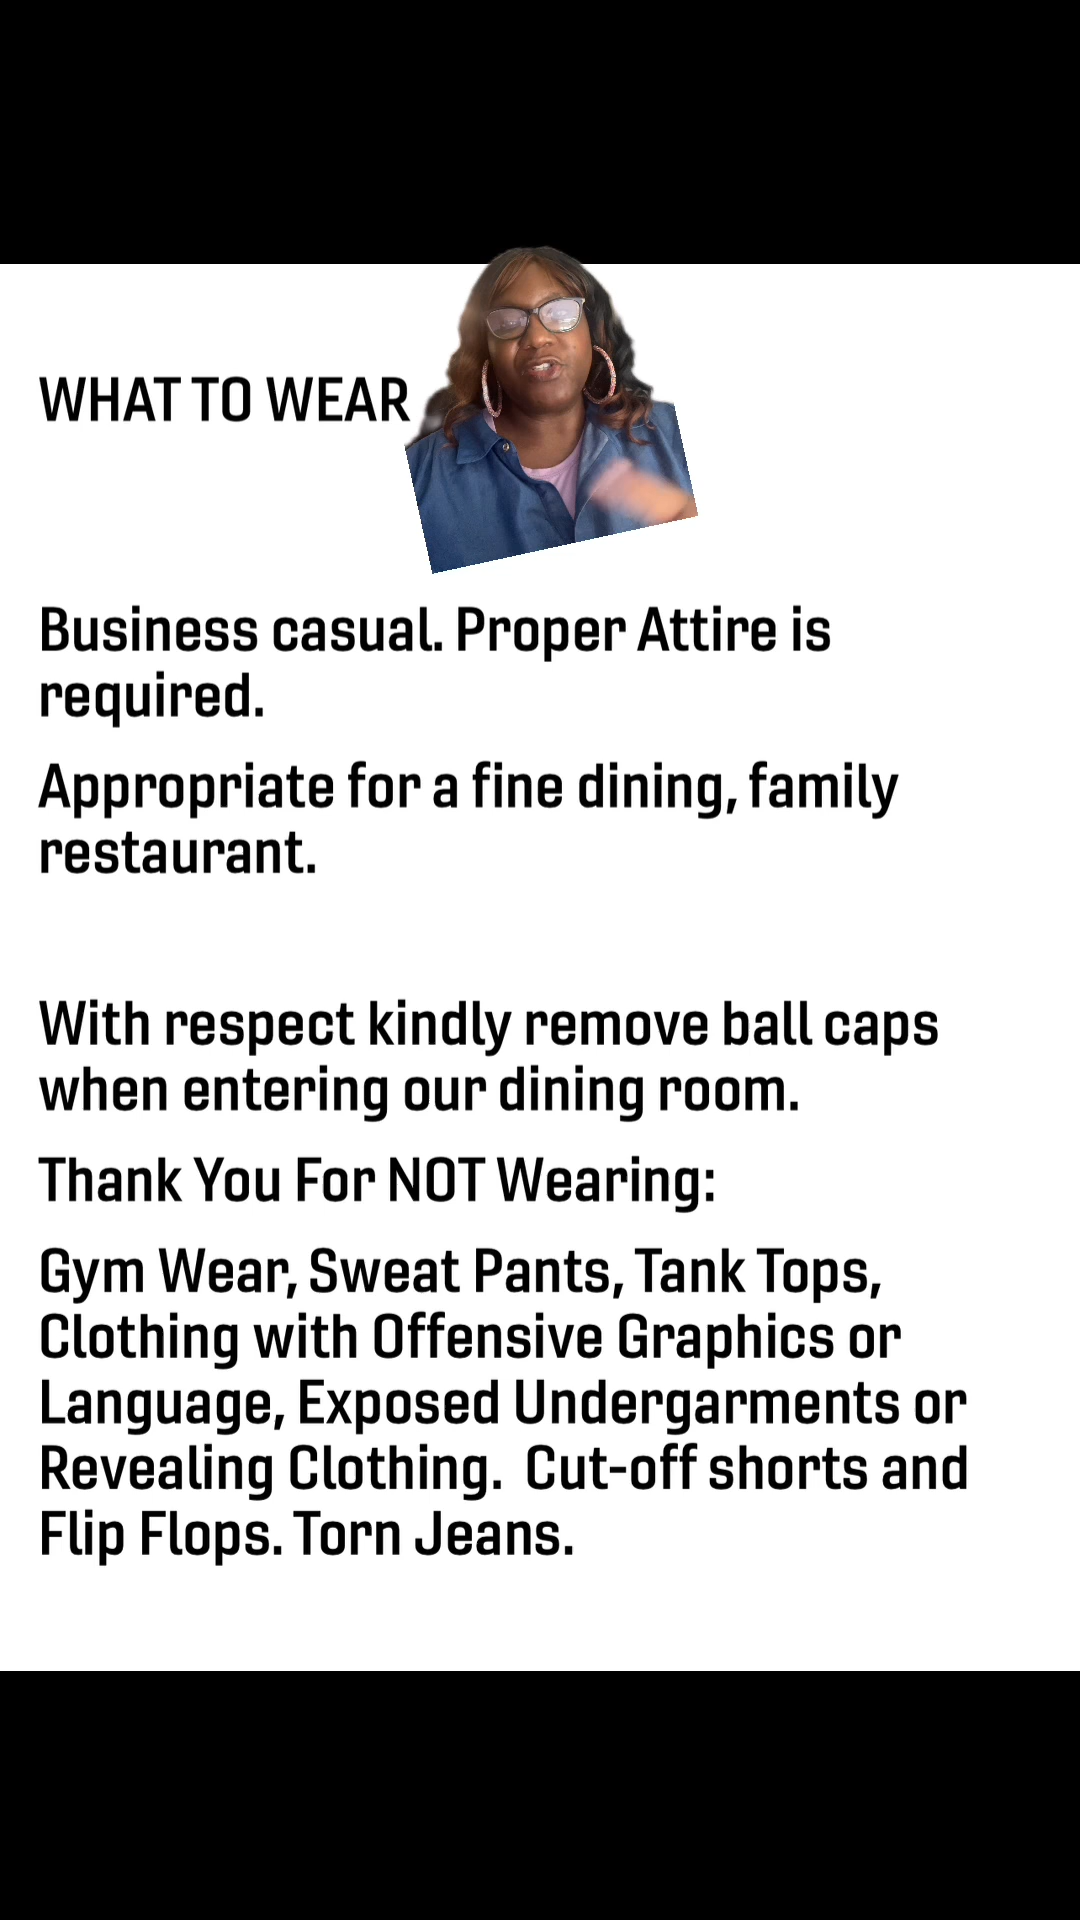 WHAT TO WEAR
Business casual. Proper Attire is
required.
Appropriate for a fine dining, family
restaurant.
With respect kindly remove ball caps
when entering our dining room.
Thank You For NOT Wearing:
Gym Wear, Sweat Pants, Tank Tops,
Clothing with Offensive Graphics or
Language, Exposed Undergarments or
Revealing Clothing.  Cut-off shorts and
Flip Flops. Torn Jeans.